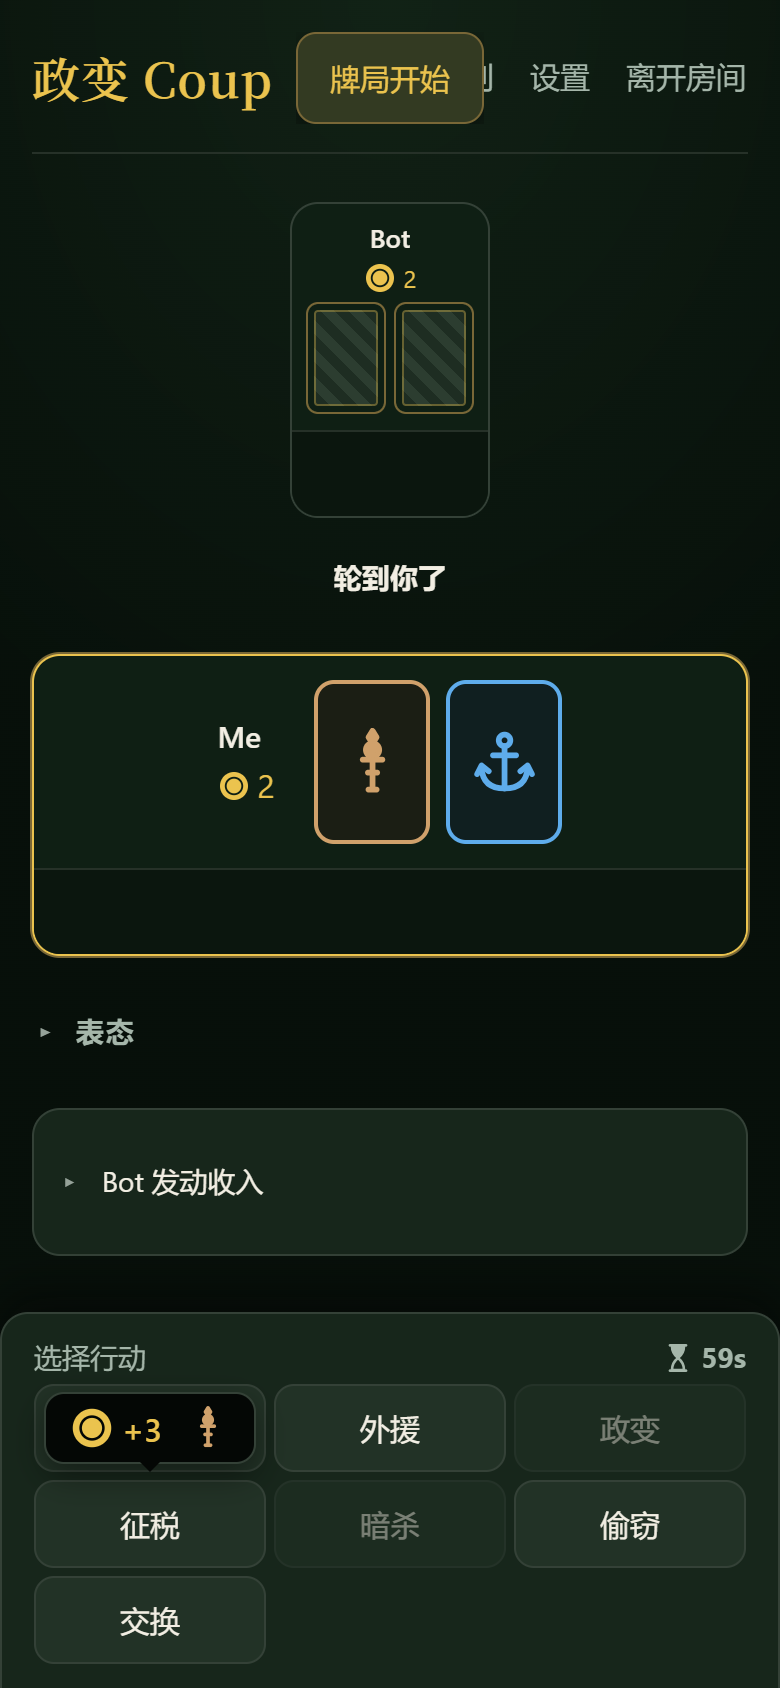 政变 Coup
牌局开始
设置
离开房间
Bot
2
轮到你了
Me
2
表态
Bot 发动收入
选择行动
59s
+3
外援
政变
征税
暗杀
偷窃
交换